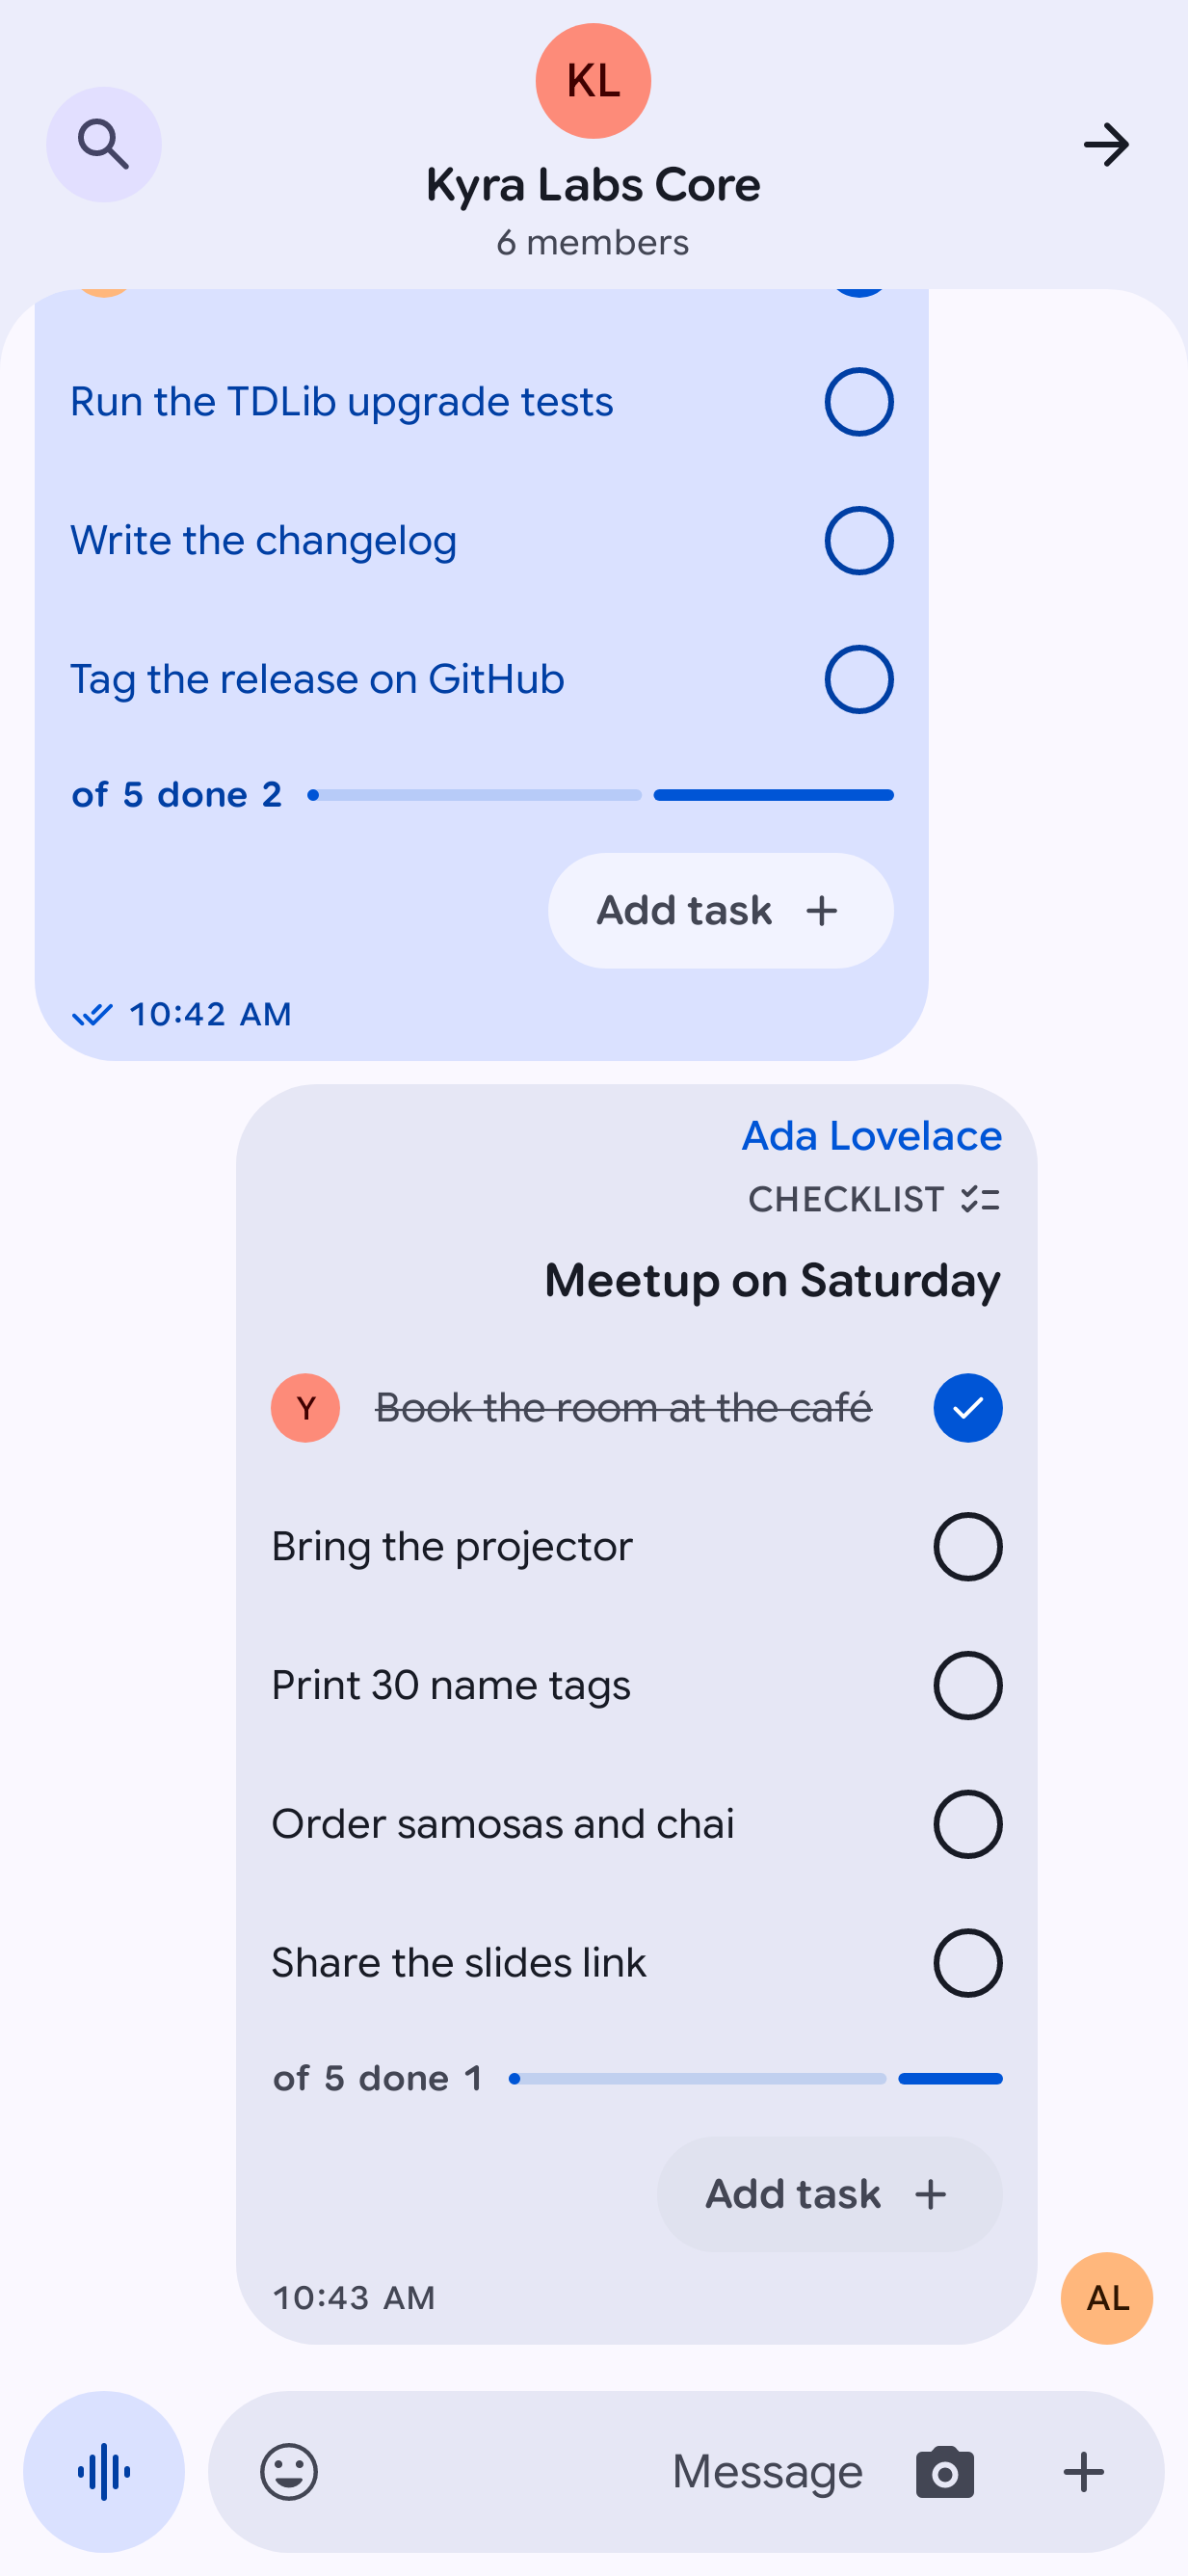 KL
Kyra Labs Core
6 members
Run the TDLib upgrade tests
Write the changelog
Tag the release on GitHub
of 5 done 2
Add task
10:42 AM
Ada Lovelace
CHECKLIST
Meetup on Saturday
Y Book the room at the café
Bring the projector
Print 30 name tags
Order samosas and chai
Share the slides link
of 5 done 1
Add task
10:43 AM
AL
Message